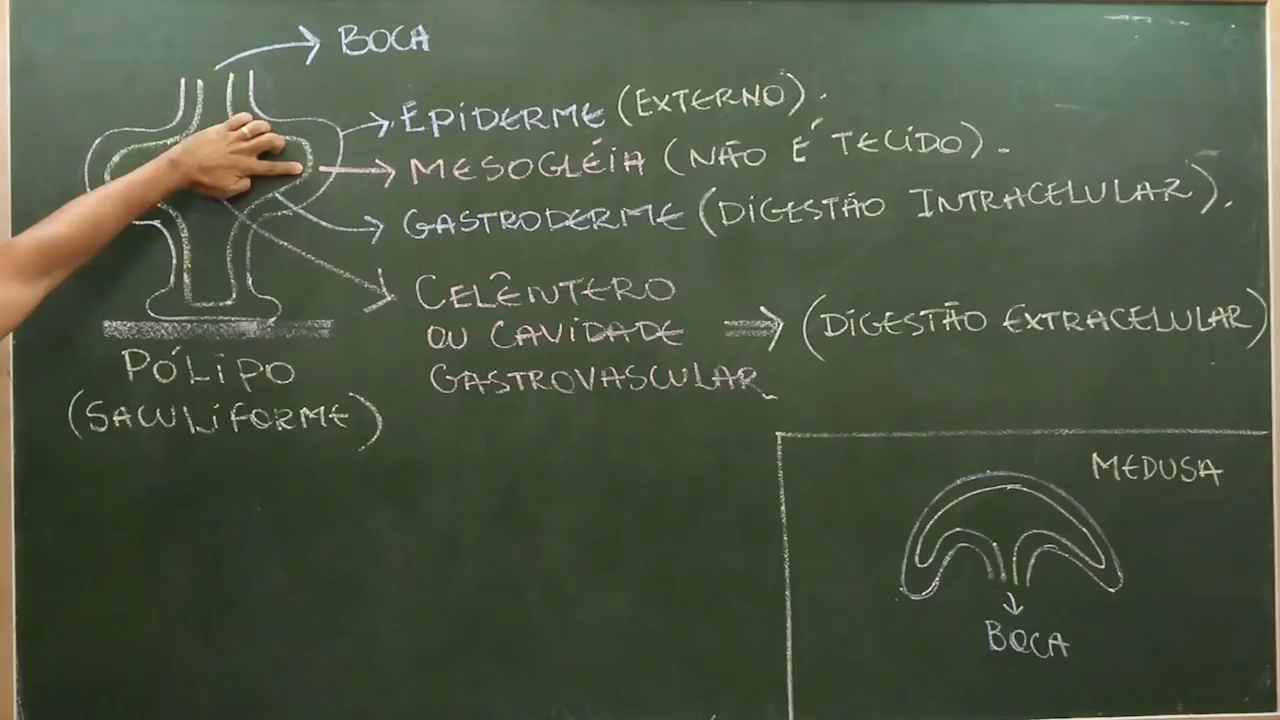 BOCA
EPIDERME (EXTERNO).
MESOGLÉIA (NÃO É TECIDO).
GASTRODERME (DIGESTÃO INTRACELULAR).
CELÊNTERO
OU CAVIDADE
GASTROVASCULAR
(DIGESTÃO EXTRACELULAR)
PÓLIPO
(SACULIFORME)
MEDUSA
BOCA